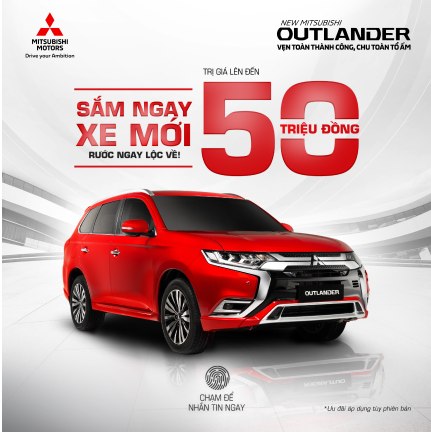 MITSUBISHI
MOTORS
Drive your Ambition
NEW MITSUBISHI
OUTLANDER
VẸN TOÀN THÀNH CÔNG, CHU TOÀN TỔ ẤM
TRỊ GIÁ LÊN ĐẾN
SẮM NGAY
XE MỚI
RƯỚC NGAY LỘC VỀ!
50
TRIỆU ĐỒNG
OUTLANDER
CHẠM ĐỂ
NHẮN TIN NGAY
*Ưu đãi áp dụng tùy phiên bản